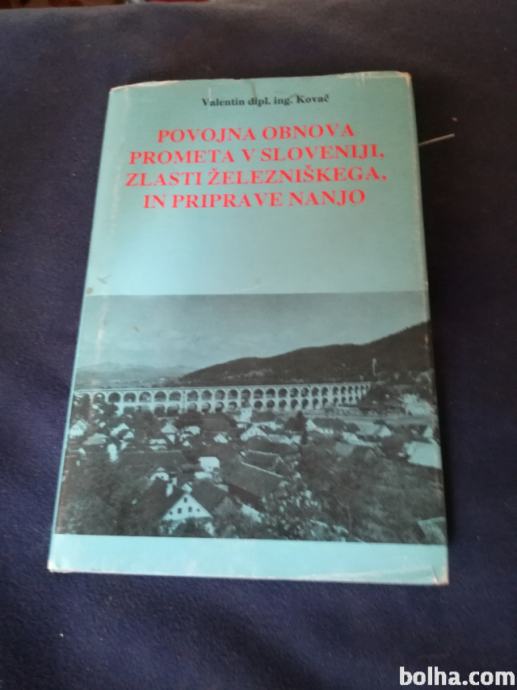 Valentin dipl. ing. Kovač
POVOJNA OBNOVA
PROMETA V SLOVENIJI,
ZLASTI ŽELEZNIŠKEGA,
IN PRIPRAVE NANJO
bolha.com